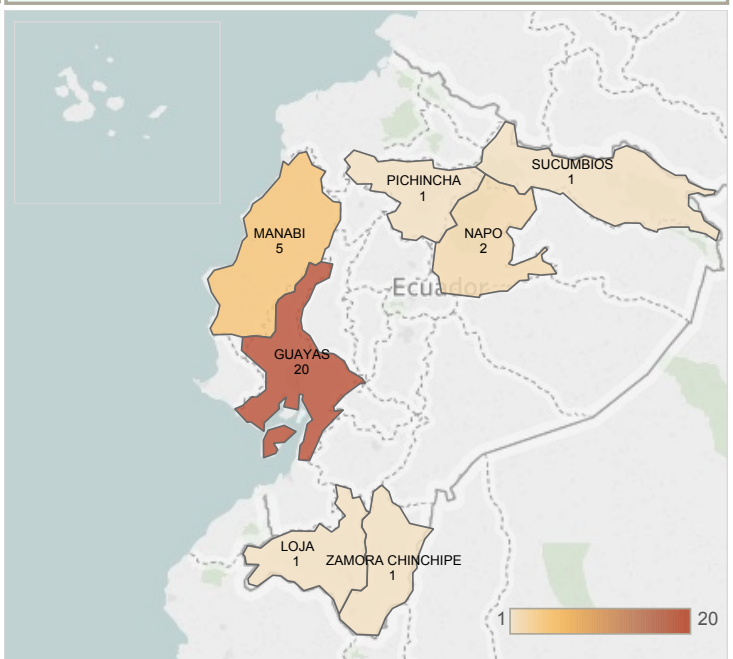 SUCUMBIOS
1
PICHINCHA
1
NAPO
2
MANABI
5
Ecuador
GUAYAS
20
LOJA
1
ZAMORA CHINCHIPE
1
1
20